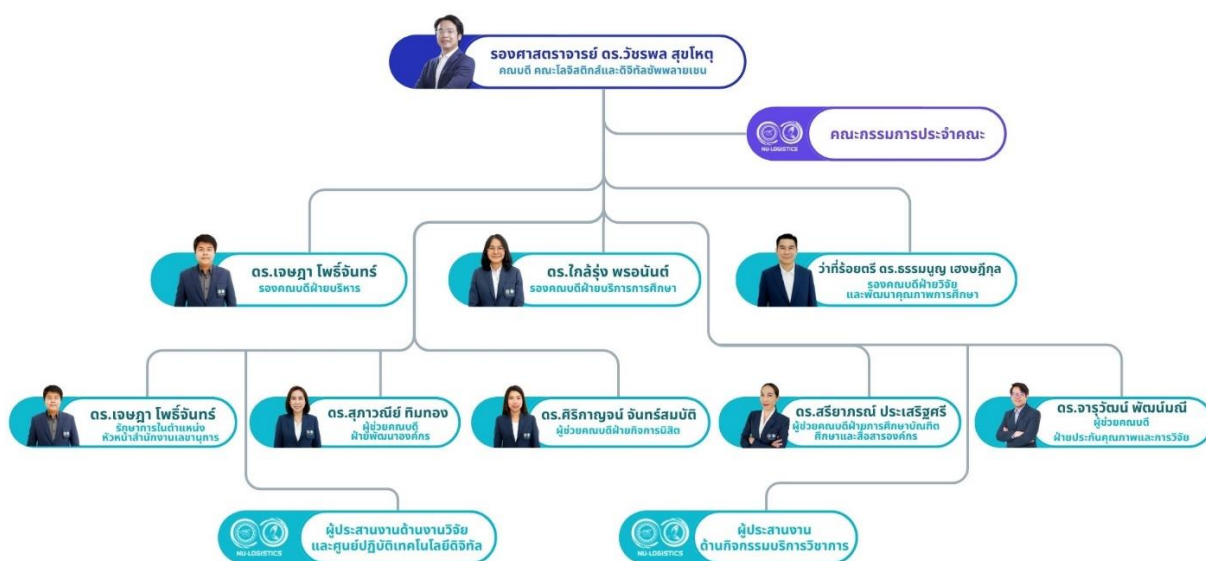 รองศาสตราจารย์ ดร.วัชรพล สุขโหตุ
คณบดี คณะโลจิสติกส์และดิจิทัลซัพพลายเชน
คณะกรรมการประจำคณะ
NU-LOGISTICS
ดร.เจษฎา โพธิ์จันทร์
รองคณบดีฝ่ายบริหาร
ดร.ใกล้รุ่ง พรอนันต์
รองคณบดีฝ่ายบริการการศึกษา
ว่าที่ร้อยตรี ดร.ธรรมนูญ เฮงษฎีกุล
รองคณบดีฝ่ายวิจัย
และพัฒนาคุณภาพการศึกษา
ดร.เจษฎา โพธิ์จันทร์
รักษาการในตำแหน่ง
หัวหน้าสำนักงานเลขานุการ
ดร.สุภาวณีย์ ทิมทอง
ผู้ช่วยคณบดี
ฝ่ายพัฒนาองค์กร
ดร.ศิริกาญจน์ จันทร์สมบัติ
ผู้ช่วยคณบดีฝ่ายกิจการนิสิต
ดร.สรียาภรณ์ ประเสริฐศรี
ผู้ช่วยคณบดีฝ่ายการศึกษาบัณฑิต
ศึกษาและสื่อสารองค์กร
ดร.จารุวัฒน์ พัฒน์มณี
ผู้ช่วยคณบดี
ฝ่ายประกันคุณภาพและการวิจัย
ผู้ประสานงานด้านงานวิจัย
และศูนย์ปฏิบัติเทคโนโลยีดิจิทัล
NU-LOGISTICS
ผู้ประสานงาน
ด้านกิจกรรมบริการวิชาการ
NU-LOGISTICS